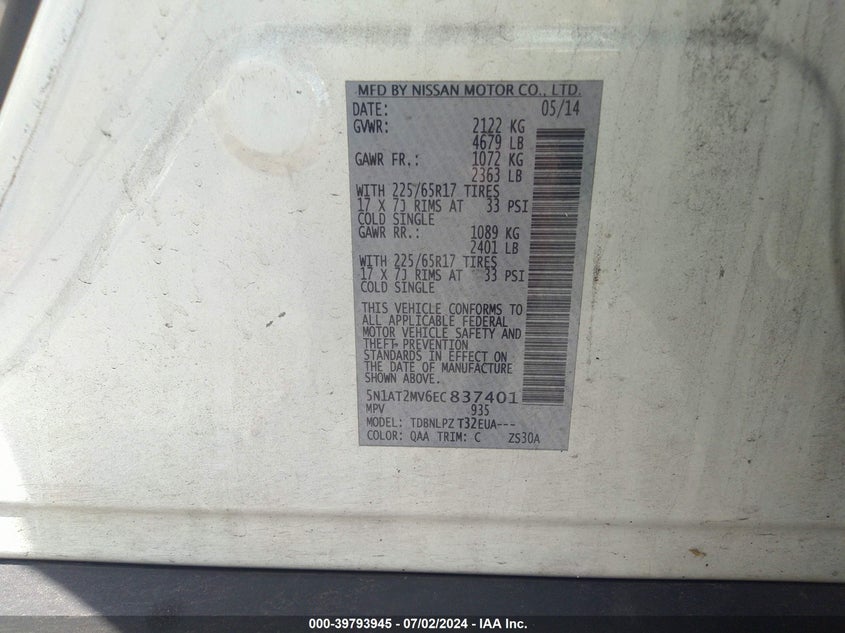 MFD BY NISSAN MOTOR CO., LTD.
DATE: 05/14
GVWR: 2122 KG
4679 LB
GAWR FR.: 1072 KG
2363 LB
WITH 225/65R17 TIRES
17 X 7J RIMS AT 33 PSI
COLD SINGLE
GAWR RR.: 1089 KG
2401 LB
WITH 225/65R17 TIRES
17 X 7J RIMS AT 33 PSI
COLD SINGLE
THIS VEHICLE CONFORMS TO
ALL APPLICABLE FEDERAL
MOTOR VEHICLE SAFETY AND
THEFT PREVENTION
STANDARDS IN EFFECT ON
THE DATE OF MANUFACTURE
SHOWN ABOVE.
5N1AT2MV6EC837401
MPV 935
MODEL: TDBNLPZ T32EUA---
COLOR: QAA TRIM: C ZS30A
000-39793945 - 07/02/2024 - IAA Inc.